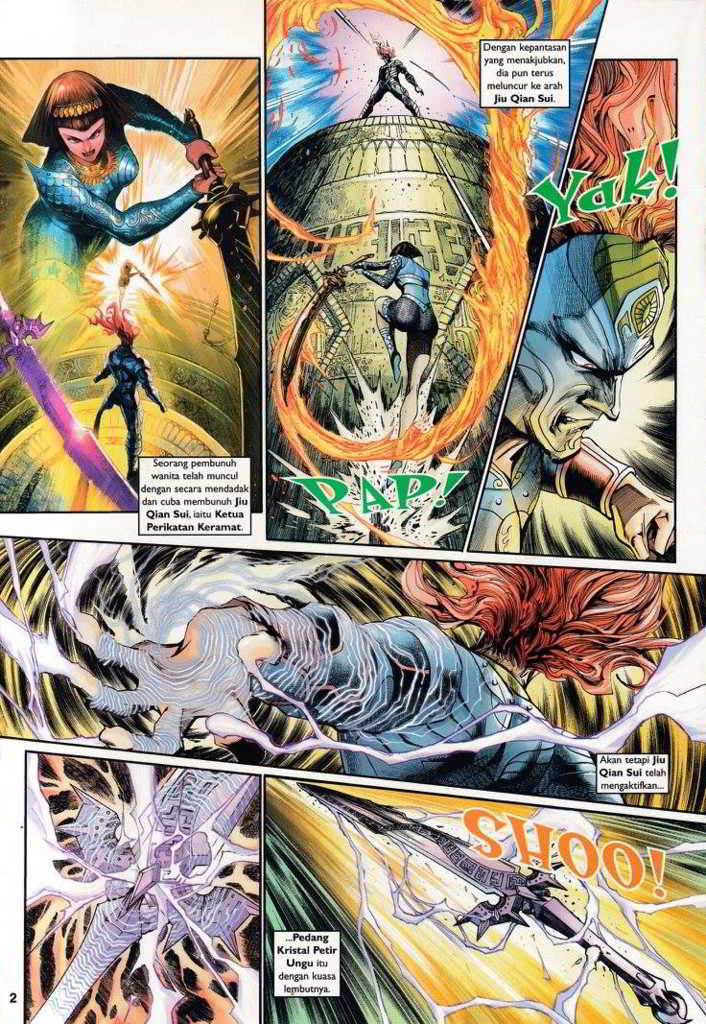 Seorang pembunuh
wanita telah muncul
dengan secara mendadak
dan cuba membunuh Jiu
Qian Sui, iaitu Ketua
Perikatan Keramat.
Dengan kepantasan
yang menakjubkan,
dia pun terus
meluncur ke arah
Jiu Qian Sui.
PAP!
Yak!
Akan tetapi Jiu
Qian Sui telah
mengaktifkan...
...Pedang
Kristal Petir
Ungu itu
dengan kuasa
lembutnya.
SHOO!
2